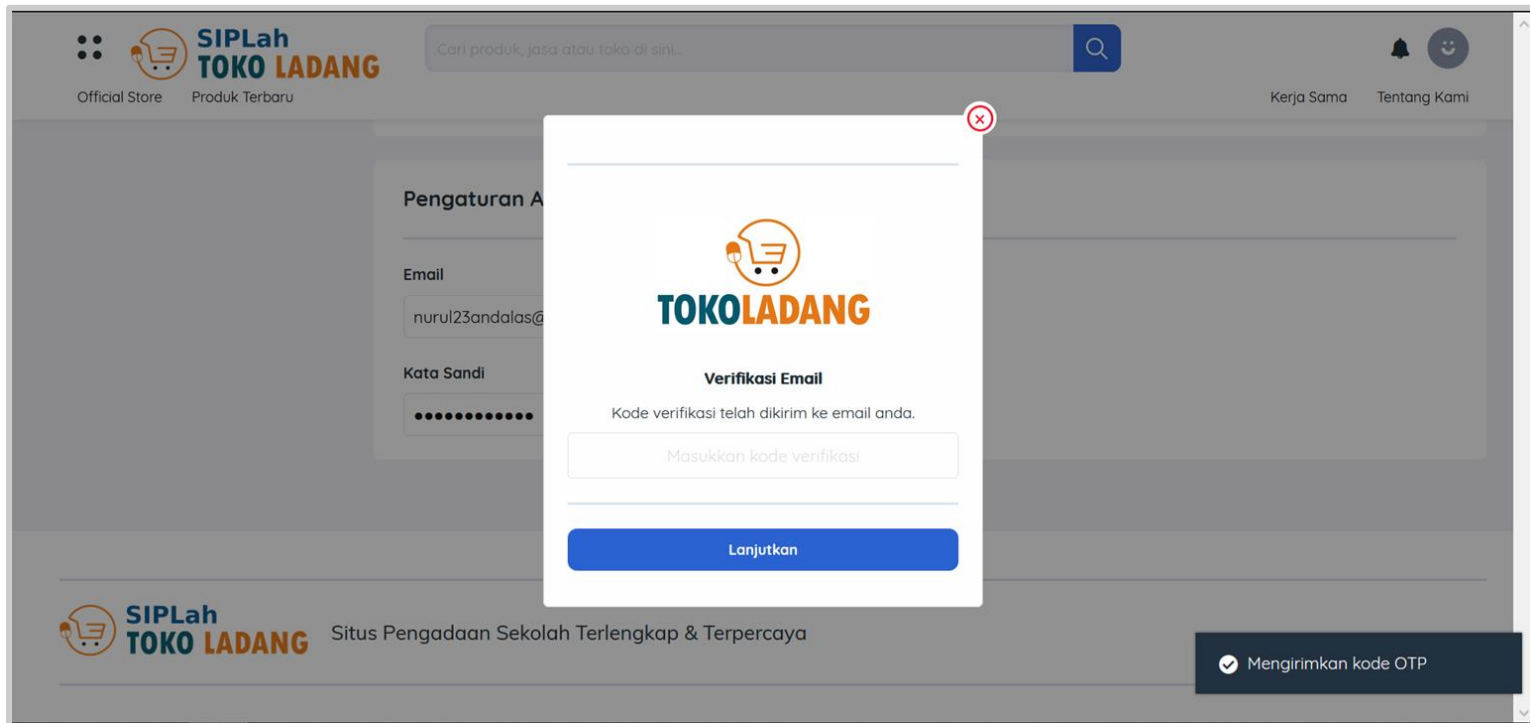 SIPLah
TOKO LADANG
Cari produk, jasa atau toko di sini...
Official Store Produk Terbaru
Kerja Sama Tentang Kami
Pengaturan A
Email
nurul23andalas@
Kata Sandi
TOKOLADANG
Verifikasi Email
Kode verifikasi telah dikirim ke email anda.
Masukkan kode verifikasi
Lanjutkan
SIPLah
TOKO LADANG
Situs Pengadaan Sekolah Terlengkap & Terpercaya
Mengirimkan kode OTP